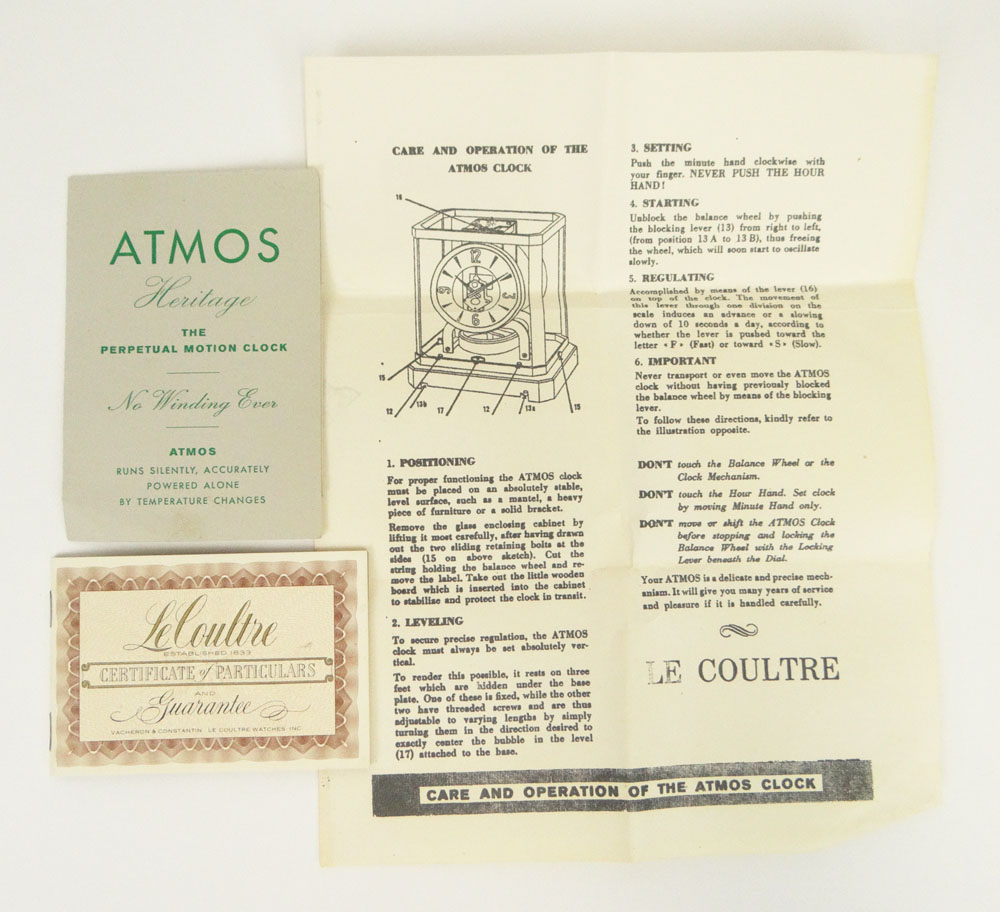 ATMOS
Heritage
THE
PERPETUAL MOTION CLOCK
No Winding Ever
ATMOS
RUNS SILENTLY, ACCURATELY
POWERED ALONE
BY TEMPERATURE CHANGES
LeCoultre
ESTABLISHED 1833
CERTIFICATE of PARTICULARS
AND
Guarantee
VACHERON & CONSTANTIN - LE COULTRE WATCHES, INC.
CARE AND OPERATION OF THE
ATMOS CLOCK
16
12
9
3
6
15
12
13b
17
12
13a
15
1. POSITIONING
For proper functioning the ATMOS clock
must be placed on an absolutely stable,
level surface, such as a mantel, a heavy
piece of furniture or a solid bracket.
Remove the glass enclosing cabinet by
lifting it most carefully, after having drawn
out the two sliding retaining bolts at the
sides (15 on above sketch). Cut the
string holding the balance wheel and re-
move the label. Take out the little wooden
board which is inserted into the cabinet
to stabilise and protect the clock in transit.
2. LEVELING
To secure precise regulation, the ATMOS
clock must always be set absolutely ver-
tical.
To render this possible, it rests on three
feet which are hidden under the base
plate. One of these is fixed, while the other
two have threaded screws and are thus
adjustable to varying lengths by simply
turning them in the direction desired to
exactly center the bubble in the level
(17) attached to the base.
3. SETTING
Push the minute hand clockwise with
your finger. NEVER PUSH THE HOUR
HAND!
4. STARTING
Unblock the balance wheel by pushing
the blocking lever (13) from right to left,
(from position 13 A to 13 B), thus freeing
the wheel, which will soon start to oscillate
slowly.
5. REGULATING
Accomplished by means of the lever (16)
on top of the clock. The movement of
this lever through one division on the
scale induces an advance or a slowing
down of 10 seconds a day, according to
whether the lever is pushed toward the
letter « F » (Fast) or toward « S » (Slow).
6. IMPORTANT
Never transport or even move the ATMOS
clock without having previously blocked
the balance wheel by means of the blocking
lever.
To follow these directions, kindly refer to
the illustration opposite.
DON'T touch the Balance Wheel or the
Clock Mechanism.
DON'T touch the Hour Hand. Set clock
by moving Minute Hand only.
DON'T move or shift the ATMOS Clock
before stopping and locking the
Balance Wheel with the Locking
Lever beneath the Dial.
Your ATMOS is a delicate and precise mech-
anism. It will give you many years of service
and pleasure if it is handled carefully.
LE COULTRE
CARE AND OPERATION OF THE ATMOS CLOCK